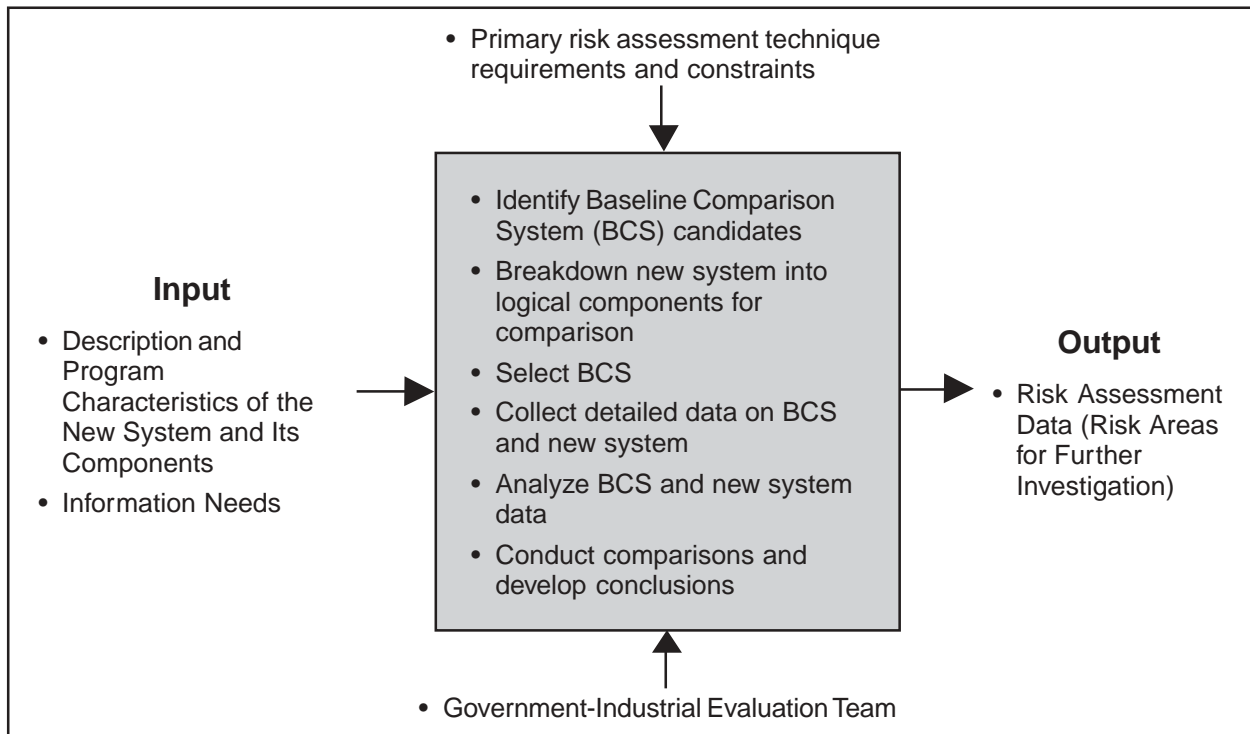 • Primary risk assessment technique
requirements and constraints
Input
• Description and
Program
Characteristics of the
New System and Its
Components
• Information Needs
• Identify Baseline Comparison
System (BCS) candidates
• Breakdown new system into
logical components for
comparison
• Select BCS
• Collect detailed data on BCS
and new system
• Analyze BCS and new system
data
• Conduct comparisons and
develop conclusions
Output
• Risk Assessment
Data (Risk Areas
for Further
Investigation)
• Government-Industrial Evaluation Team